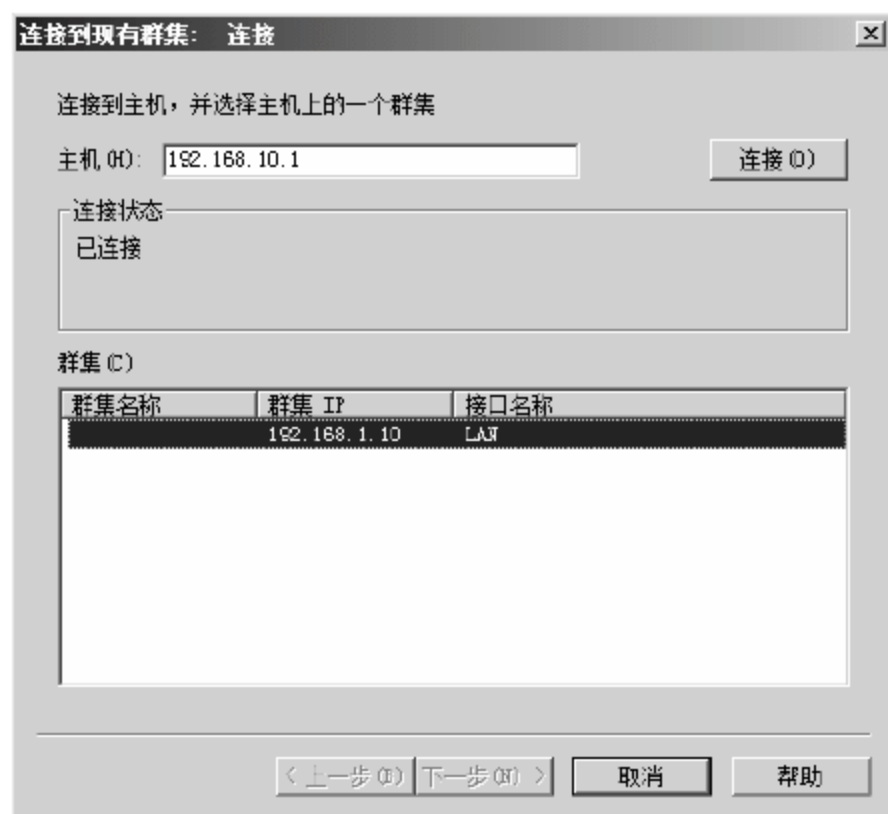 连接到现有群集: 连接
连接到主机，并选择主机上的一个群集
主机(H): 192.168.10.1 连接(O)
连接状态
已连接
群集(C)
群集名称 群集 IP 接口名称
192.168.1.10 LAN
< 上一步(B) 下一步(N) > 取消 帮助